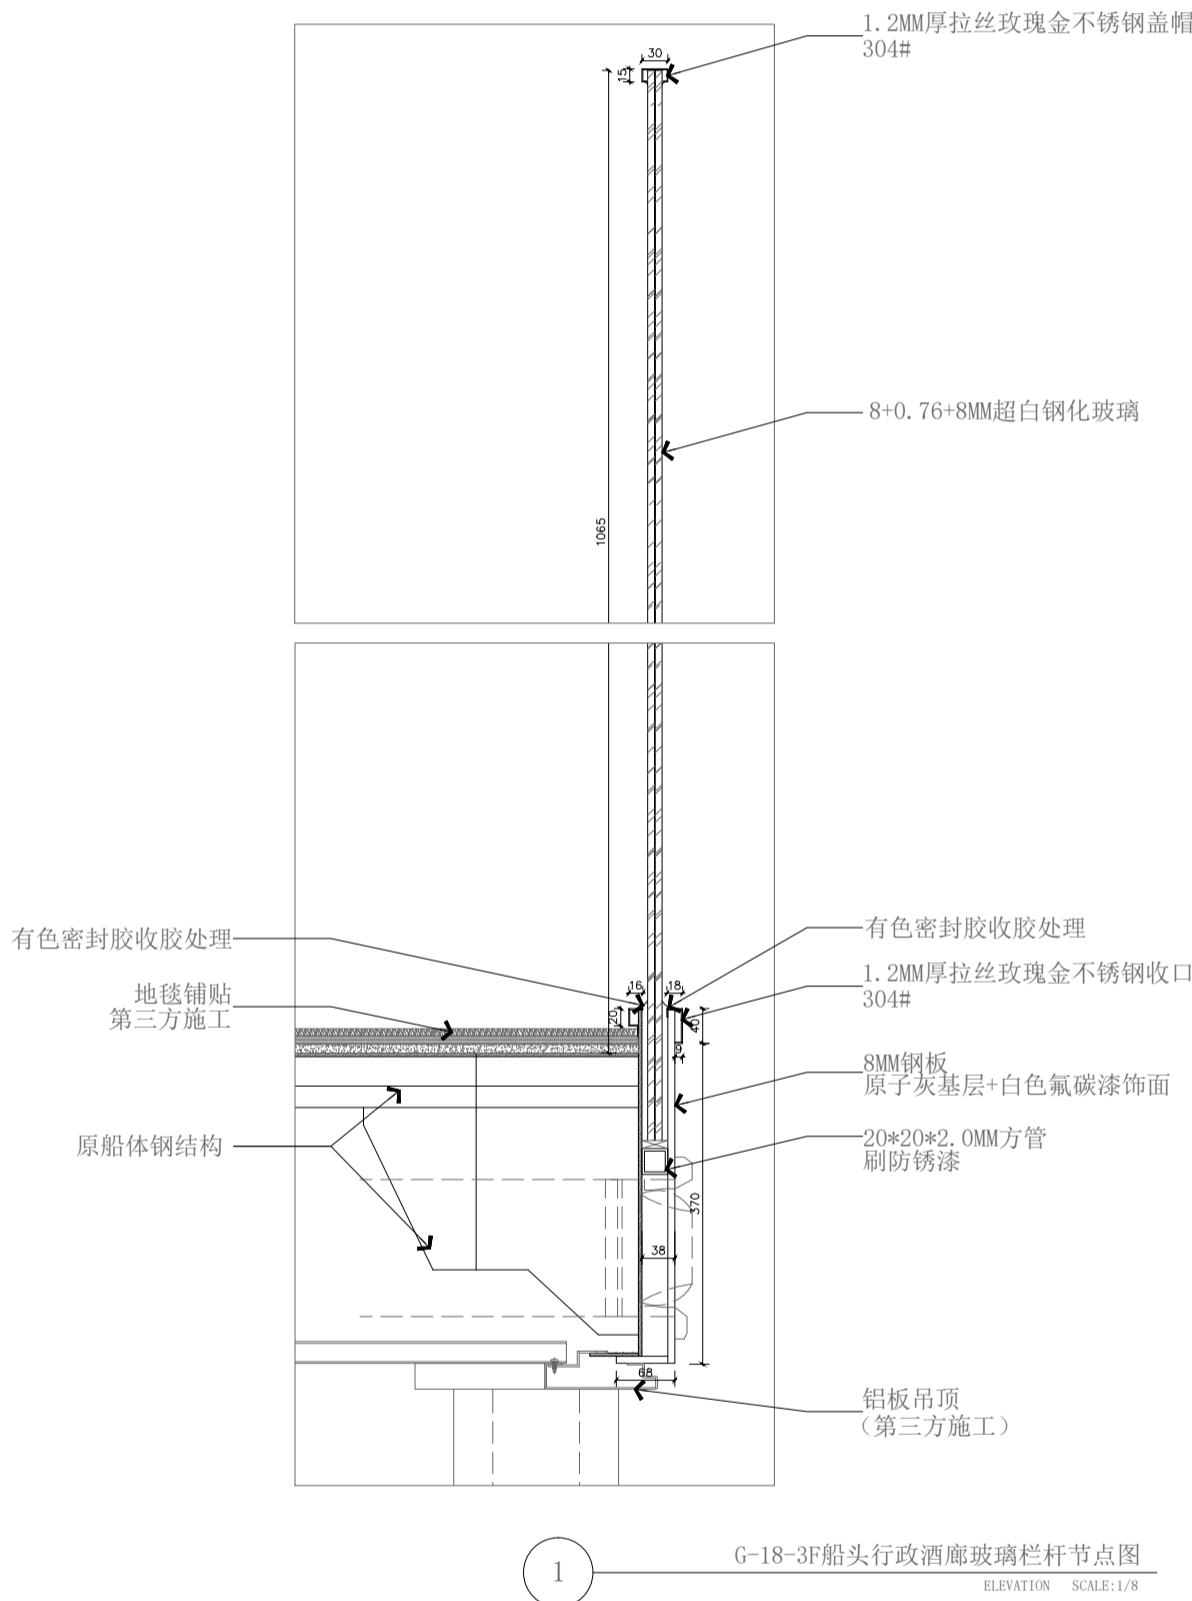 1.2MM厚拉丝玫瑰金不锈钢盖帽
304#
30
15
8+0.76+8MM超白钢化玻璃
1065
有色密封胶收胶处理
有色密封胶收胶处理
地毯铺贴
第三方施工
16
18
20
40
1.2MM厚拉丝玫瑰金不锈钢收口
304#
9
8MM钢板
原子灰基层+白色氟碳漆饰面
原船体钢结构
20*20*2.0MM方管
刷防锈漆
370
38
68
铝板吊顶
（第三方施工）
1
G-18-3F船头行政酒廊玻璃栏杆节点图
ELEVATION SCALE:1/8